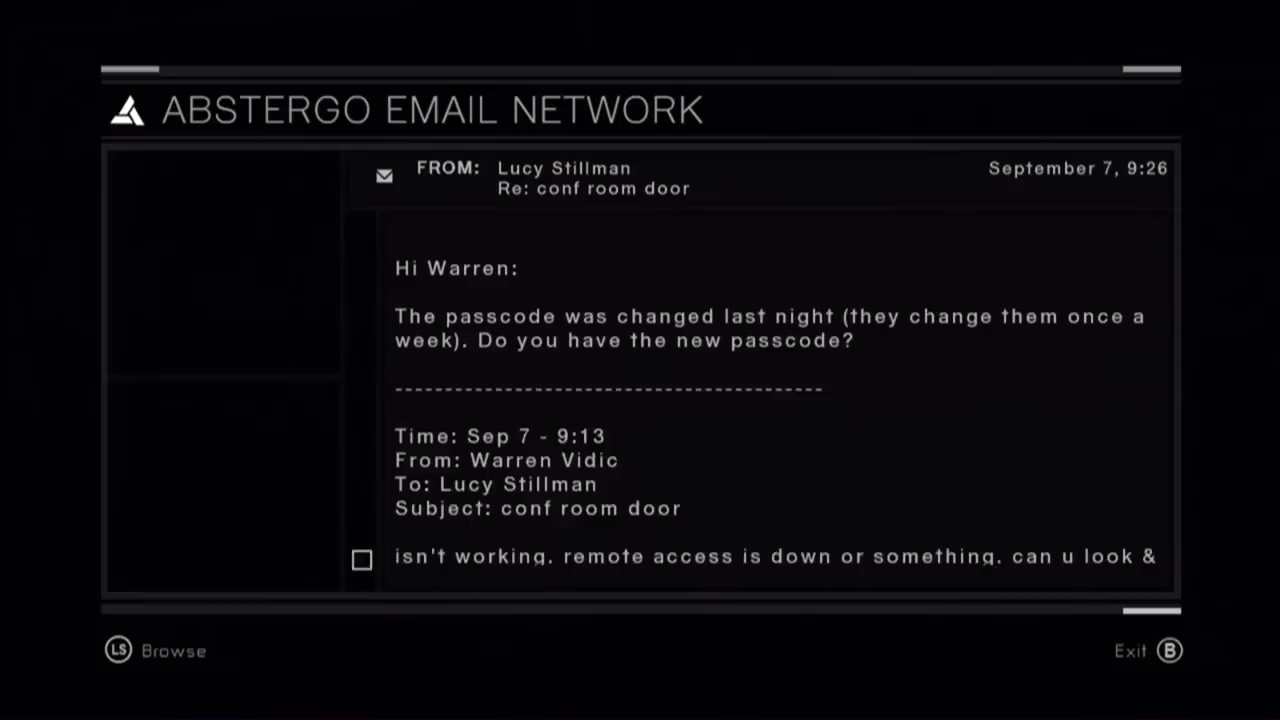 ABSTERGO EMAIL NETWORK
FROM: Lucy Stillman September 7, 9:26
Re: conf room door
Hi Warren:
The passcode was changed last night (they change them once a
week). Do you have the new passcode?
-------------------------------------------
Time: Sep 7 - 9:13
From: Warren Vidic
To: Lucy Stillman
Subject: conf room door
isn't working. remote access is down or something. can u look &
LS Browse Exit B